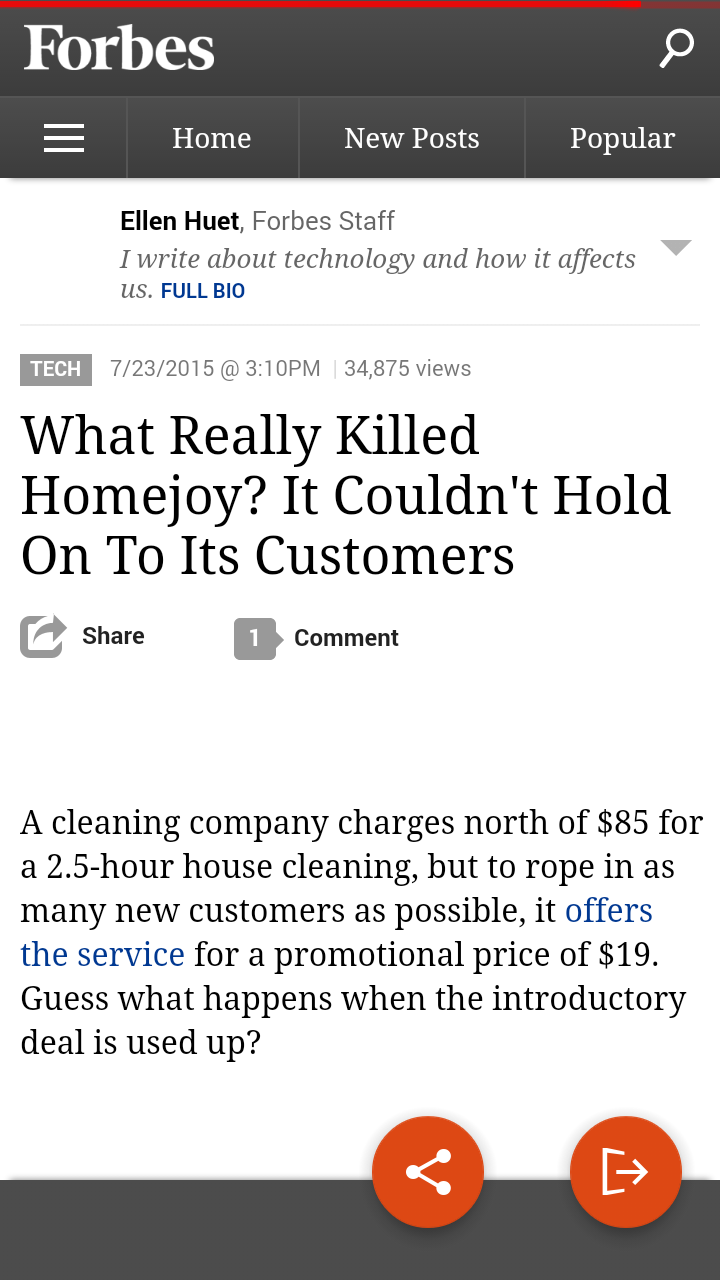 Forbes
Home
New Posts
Popular
Ellen Huet, Forbes Staff
I write about technology and how it affects
us. FULL BIO
TECH 7/23/2015 @ 3:10PM | 34,875 views
What Really Killed
Homejoy? It Couldn't Hold
On To Its Customers
Share
1 Comment
A cleaning company charges north of $85 for
a 2.5-hour house cleaning, but to rope in as
many new customers as possible, it offers
the service for a promotional price of $19.
Guess what happens when the introductory
deal is used up?